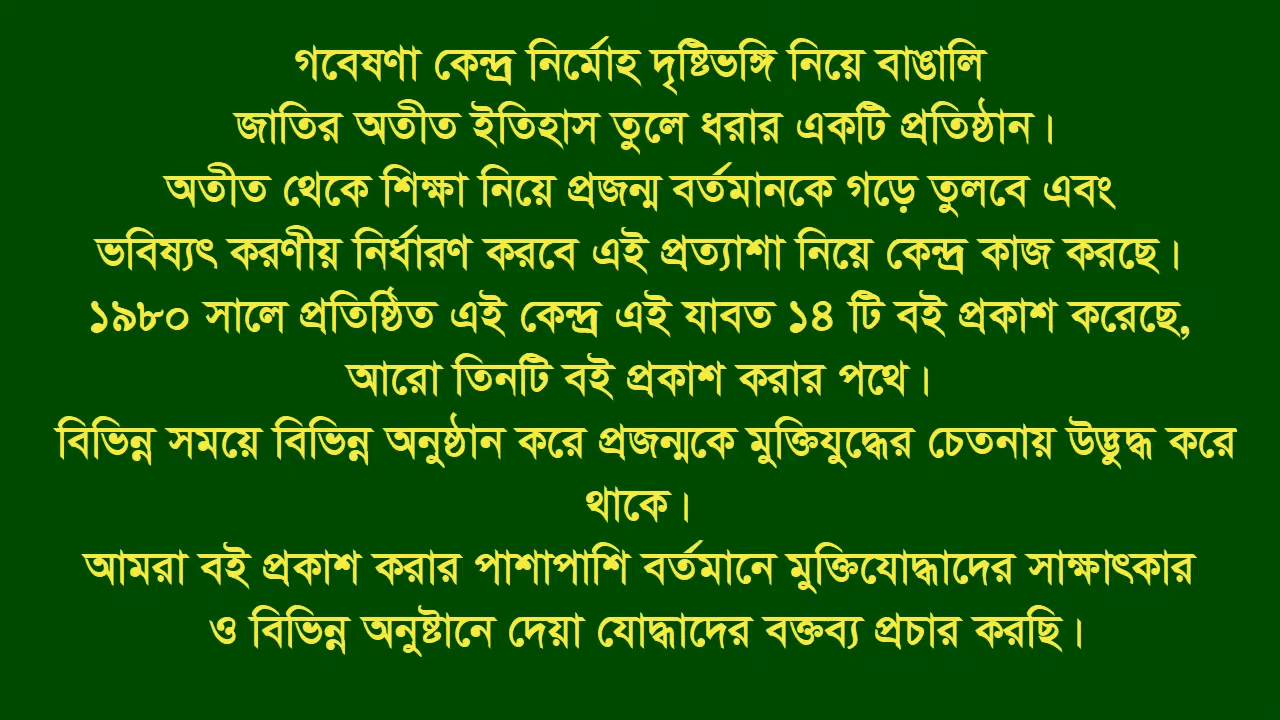 গবেষণা কেন্দ্র নির্মোহ দৃষ্টিভঙ্গি নিয়ে বাঙালি
জাতির অতীত ইতিহাস তুলে ধরার একটি প্রতিষ্ঠান।
অতীত থেকে শিক্ষা নিয়ে প্রজন্ম বর্তমানকে গড়ে তুলবে এবং
ভবিষ্যৎ করণীয় নির্ধারণ করবে এই প্রত্যাশা নিয়ে কেন্দ্র কাজ করছে।
১৯৮০ সালে প্রতিষ্ঠিত এই কেন্দ্র এই যাবত ১৪ টি বই প্রকাশ করেছে,
আরো তিনটি বই প্রকাশ করার পথে।
বিভিন্ন সময়ে বিভিন্ন অনুষ্ঠান করে প্রজন্মকে মুক্তিযুদ্ধের চেতনায় উদ্ভুদ্ধ করে
থাকে।
আমরা বই প্রকাশ করার পাশাপাশি বর্তমানে মুক্তিযোদ্ধাদের সাক্ষাৎকার
ও বিভিন্ন অনুষ্টানে দেয়া যোদ্ধাদের বক্তব্য প্রচার করছি।